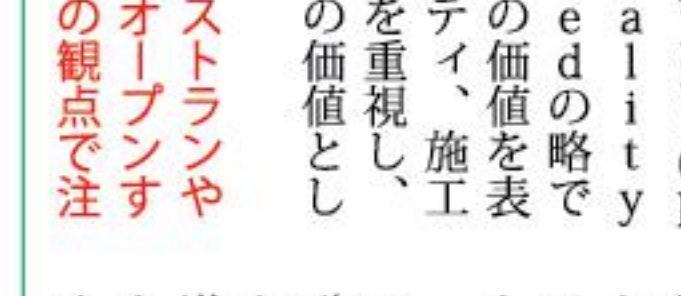 ality
edの略で
の価値を表
ティ、施工
を重視し、
の価値とし
ストランや
オープンす
の観点で注